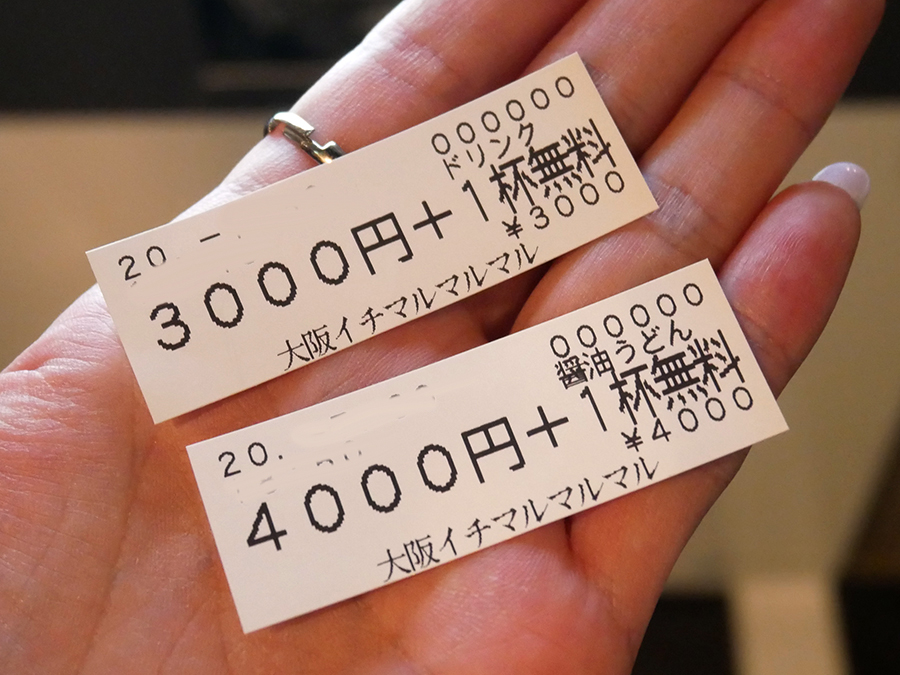 000000
ドリンク
20 -
3000円+1杯無料
¥3000
大阪イチマルマルマル
000000
醤油うどん
20.
4000円+1杯無料
¥4000
大阪イチマルマルマル